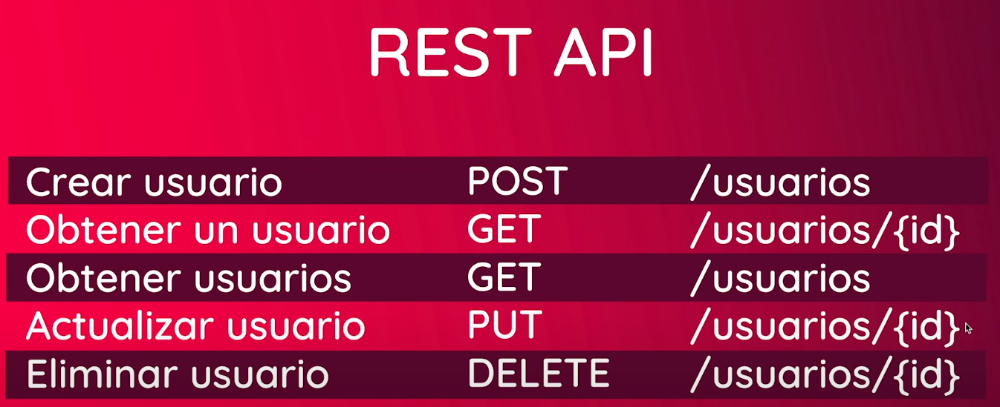 REST API
Crear usuario POST /usuarios
Obtener un usuario GET /usuarios/{id}
Obtener usuarios GET /usuarios
Actualizar usuario PUT /usuarios/{id}
Eliminar usuario DELETE /usuarios/{id}